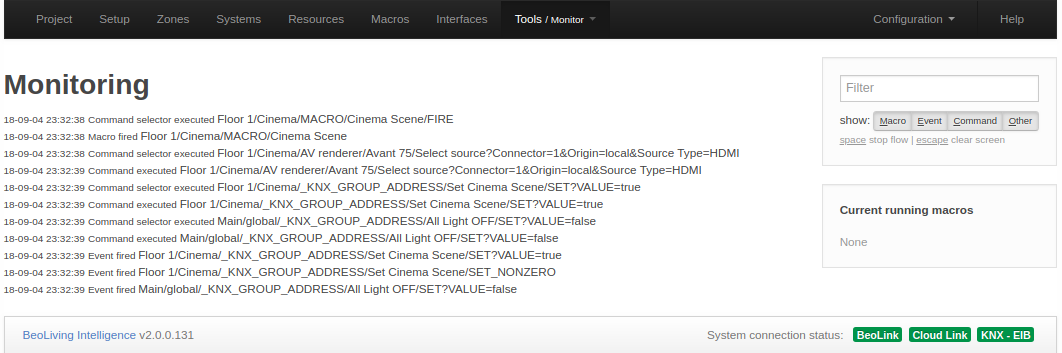 Project Setup Zones Systems Resources Macros Interfaces Tools / Monitor Configuration Help
Monitoring
18-09-04 23:32:38 Command selector executed Floor 1/Cinema/MACRO/Cinema Scene/FIRE
18-09-04 23:32:38 Macro fired Floor 1/Cinema/MACRO/Cinema Scene
18-09-04 23:32:38 Command selector executed Floor 1/Cinema/AV renderer/Avant 75/Select source?Connector=1&Origin=local&Source Type=HDMI
18-09-04 23:32:39 Command executed Floor 1/Cinema/AV renderer/Avant 75/Select source?Connector=1&Origin=local&Source Type=HDMI
18-09-04 23:32:39 Command selector executed Floor 1/Cinema/_KNX_GROUP_ADDRESS/Set Cinema Scene/SET?VALUE=true
18-09-04 23:32:39 Command executed Floor 1/Cinema/_KNX_GROUP_ADDRESS/Set Cinema Scene/SET?VALUE=true
18-09-04 23:32:39 Command selector executed Main/global/_KNX_GROUP_ADDRESS/All Light OFF/SET?VALUE=false
18-09-04 23:32:39 Command executed Main/global/_KNX_GROUP_ADDRESS/All Light OFF/SET?VALUE=false
18-09-04 23:32:39 Event fired Floor 1/Cinema/_KNX_GROUP_ADDRESS/Set Cinema Scene/SET?VALUE=true
18-09-04 23:32:39 Event fired Floor 1/Cinema/_KNX_GROUP_ADDRESS/Set Cinema Scene/SET_NONZERO
18-09-04 23:32:39 Event fired Main/global/_KNX_GROUP_ADDRESS/All Light OFF/SET?VALUE=false
Filter
show: Macro Event Command Other
space stop flow | escape clear screen
Current running macros
None
BeoLiving Intelligence v2.0.0.131 System connection status: BeoLink Cloud Link KNX - EIB